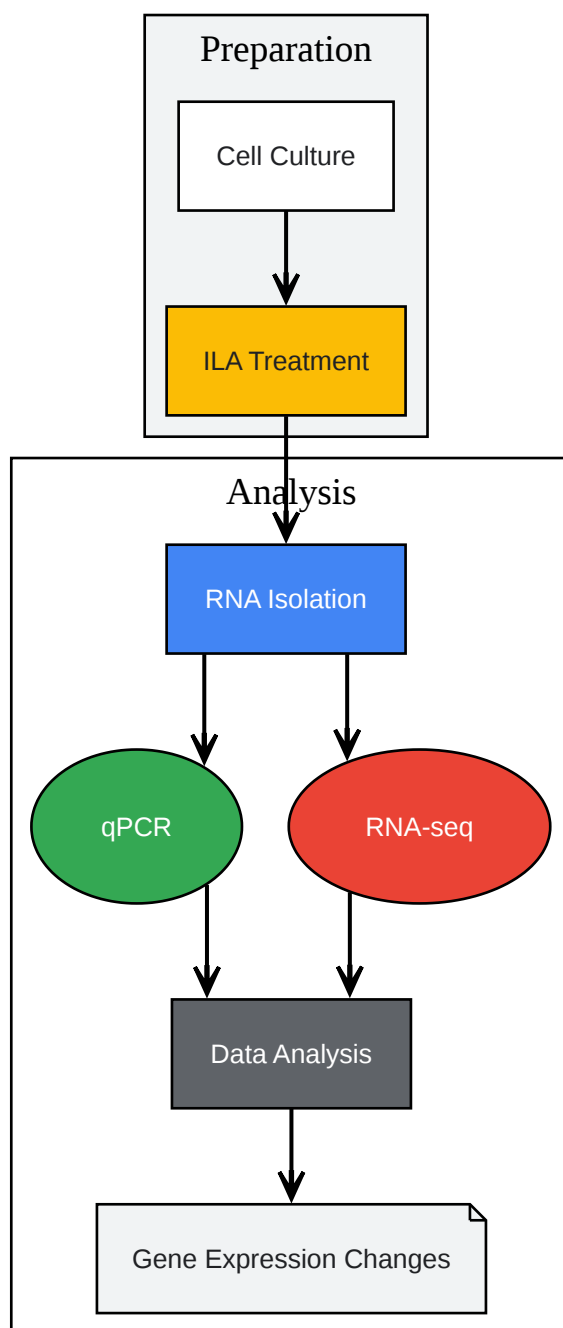 Preparation
Cell Culture
ILA Treatment
Analysis
RNA Isolation
qPCR
RNA-seq
Data Analysis
Gene Expression Changes